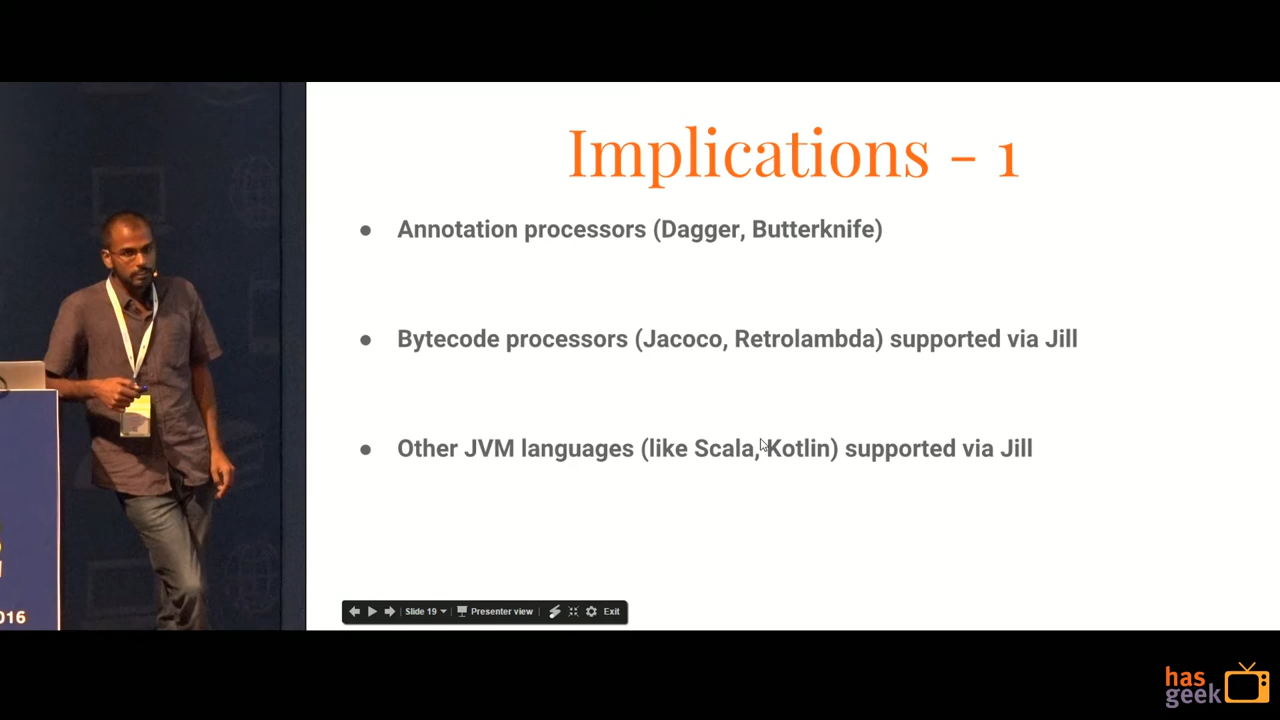 Implications - 1
● Annotation processors (Dagger, Butterknife)
● Bytecode processors (Jacoco, Retrolambda) supported via Jill
● Other JVM languages (like Scala, Kotlin) supported via Jill
Slide 19
Presenter view
Exit
016
has
geek